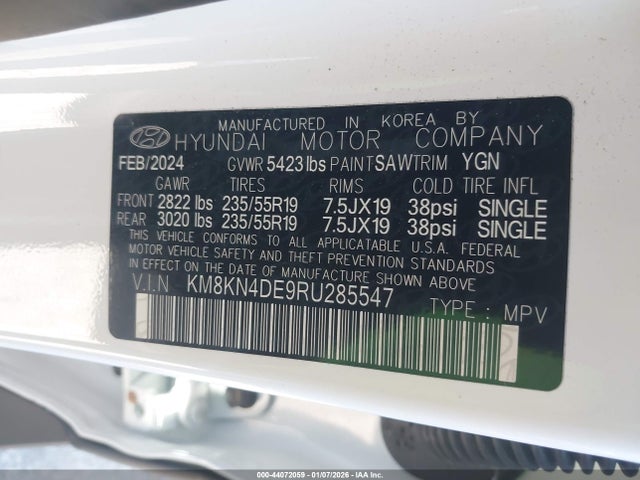 MANUFACTURED IN KOREA BY
HYUNDAI MOTOR COMPANY
FEB/2024 GVWR 5423 lbs PAINT SAW TRIM YGN
GAWR TIRES RIMS COLD TIRE INFL
FRONT 2822 lbs 235/55R19 7.5JX19 38psi SINGLE
REAR 3020 lbs 235/55R19 7.5JX19 38psi SINGLE
THIS VEHICLE CONFORMS TO ALL APPLICABLE U.S.A. FEDERAL
MOTOR VEHICLE SAFETY AND THEFT PREVENTION STANDARDS
IN EFFECT ON THE DATE OF MANUFACTURE SHOWN ABOVE
V.I.N KM8KN4DE9RU285547 TYPE : MPV
000-44072059 | 01/07/2026 - IAA, LLC.